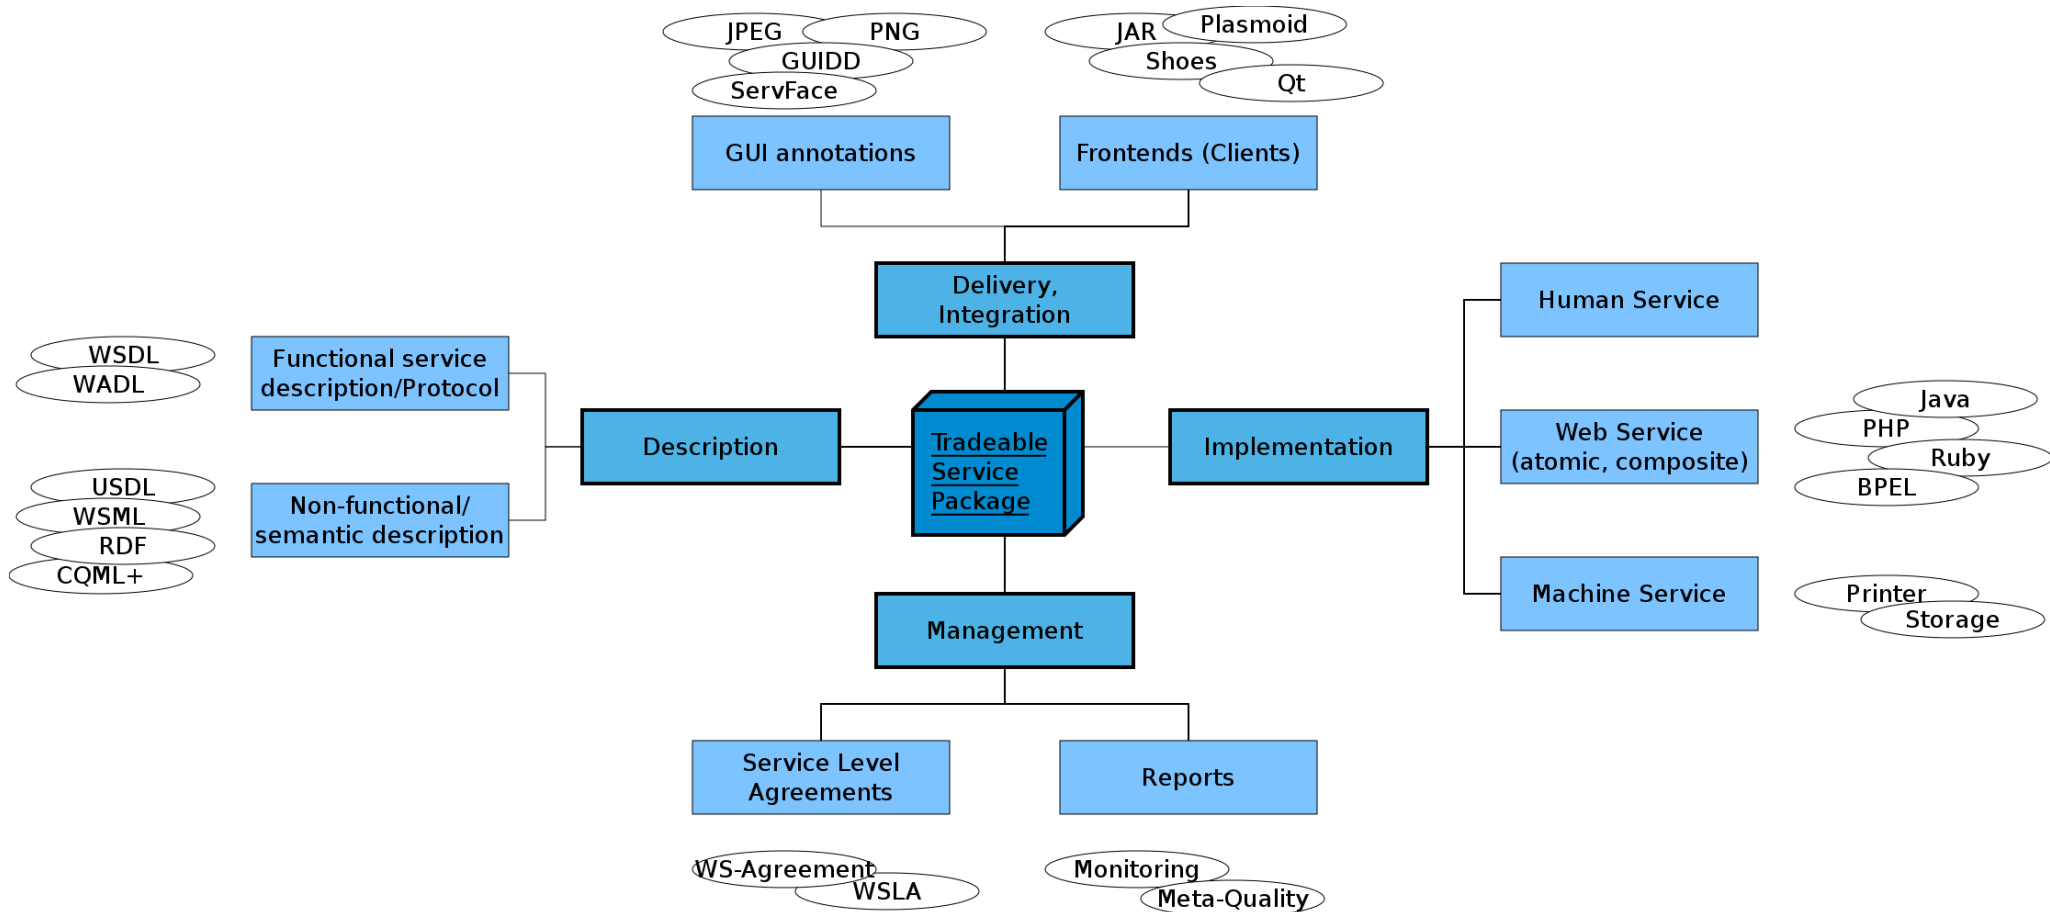 JPEG
PNG
GUIDD
ServFace
JAR
Plasmoid
Shoes
Qt
GUI annotations
Frontends (Clients)
Delivery,
Integration
Human Service
WSDL
WADL
Functional service
description/Protocol
Description
Tradeable
Service
Package
Implementation
Web Service
(atomic, composite)
Java
PHP
Ruby
BPEL
USDL
WSML
RDF
CQML+
Non-functional/
semantic description
Machine Service
Printer
Storage
Management
Service Level
Agreements
Reports
WS-Agreement
WSLA
Monitoring
Meta-Quality